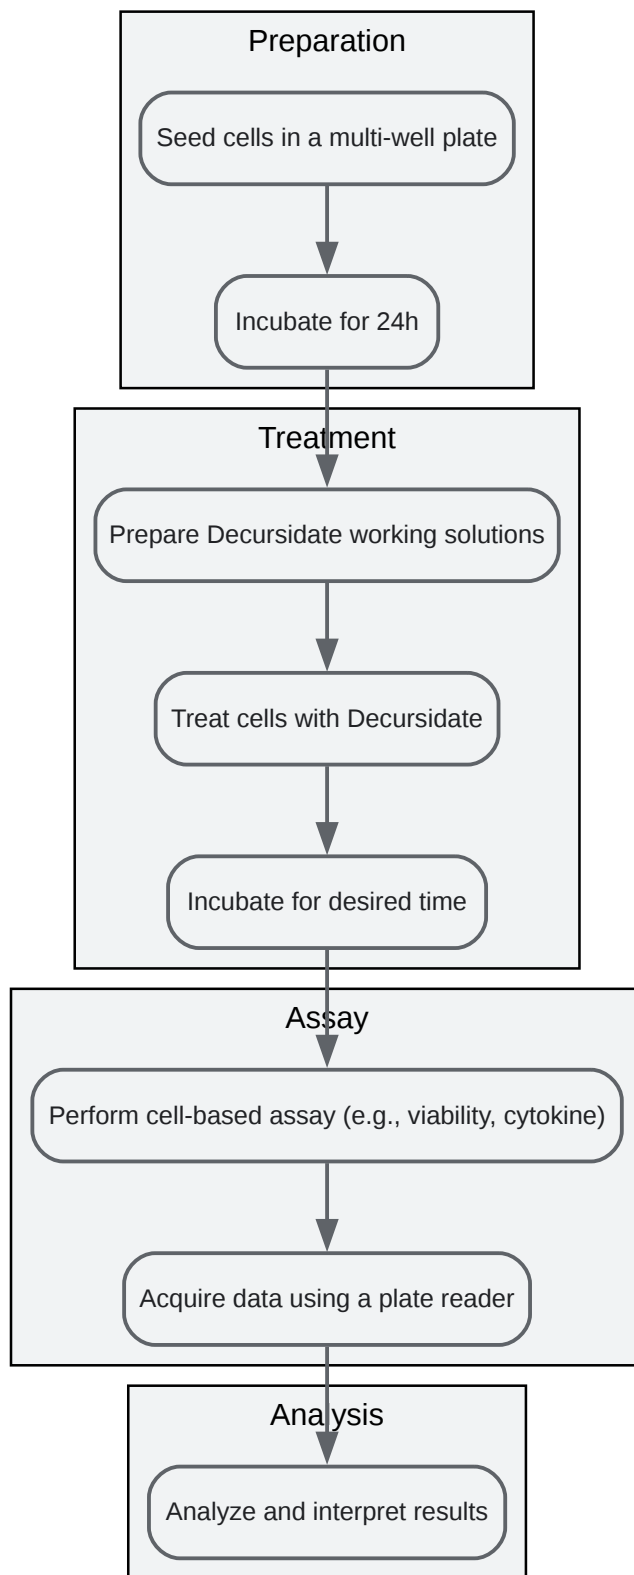 Preparation
Seed cells in a multi-well plate
Incubate for 24h
Treatment
Prepare Decursidate working solutions
Treat cells with Decursidate
Incubate for desired time
Assay
Perform cell-based assay (e.g., viability, cytokine)
Acquire data using a plate reader
Analysis
Analyze and interpret results